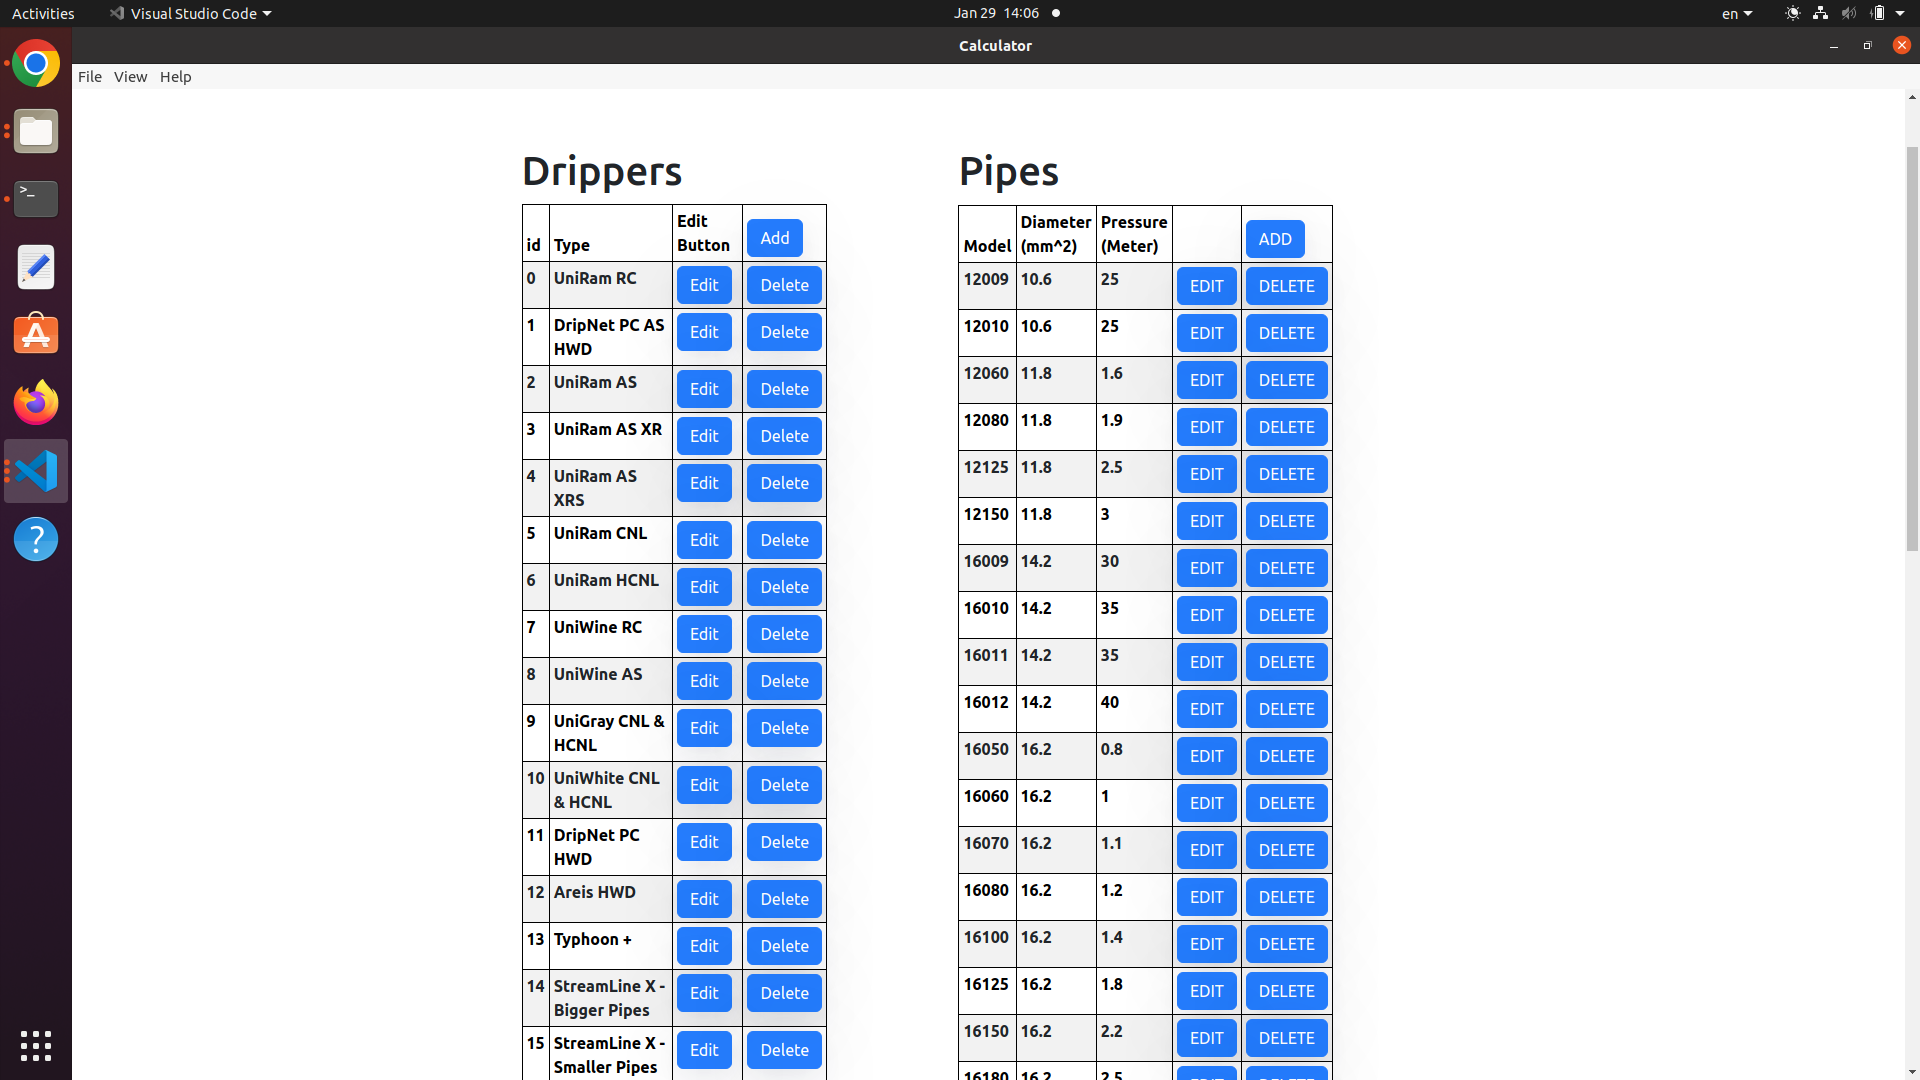 Activities Visual Studio Code Jan 29 14:06 en
Calculator
File View Help
Drippers
id Type Edit Button Add
0 UniRam RC Edit Delete
1 DripNet PC AS HWD Edit Delete
2 UniRam AS Edit Delete
3 UniRam AS XR Edit Delete
4 UniRam AS XRS Edit Delete
5 UniRam CNL Edit Delete
6 UniRam HCNL Edit Delete
7 UniWine RC Edit Delete
8 UniWine AS Edit Delete
9 UniGray CNL & HCNL Edit Delete
10 UniWhite CNL & HCNL Edit Delete
11 DripNet PC HWD Edit Delete
12 Areis HWD Edit Delete
13 Typhoon + Edit Delete
14 StreamLine X - Bigger Pipes Edit Delete
15 StreamLine X - Smaller Pipes Edit Delete
Pipes
Model Diameter (mm^2) Pressure (Meter) ADD
12009 10.6 25 EDIT DELETE
12010 10.6 25 EDIT DELETE
12060 11.8 1.6 EDIT DELETE
12080 11.8 1.9 EDIT DELETE
12125 11.8 2.5 EDIT DELETE
12150 11.8 3 EDIT DELETE
16009 14.2 30 EDIT DELETE
16010 14.2 35 EDIT DELETE
16011 14.2 35 EDIT DELETE
16012 14.2 40 EDIT DELETE
16050 16.2 0.8 EDIT DELETE
16060 16.2 1 EDIT DELETE
16070 16.2 1.1 EDIT DELETE
16080 16.2 1.2 EDIT DELETE
16100 16.2 1.4 EDIT DELETE
16125 16.2 1.8 EDIT DELETE
16150 16.2 2.2 EDIT DELETE
16180 16.2 2.5